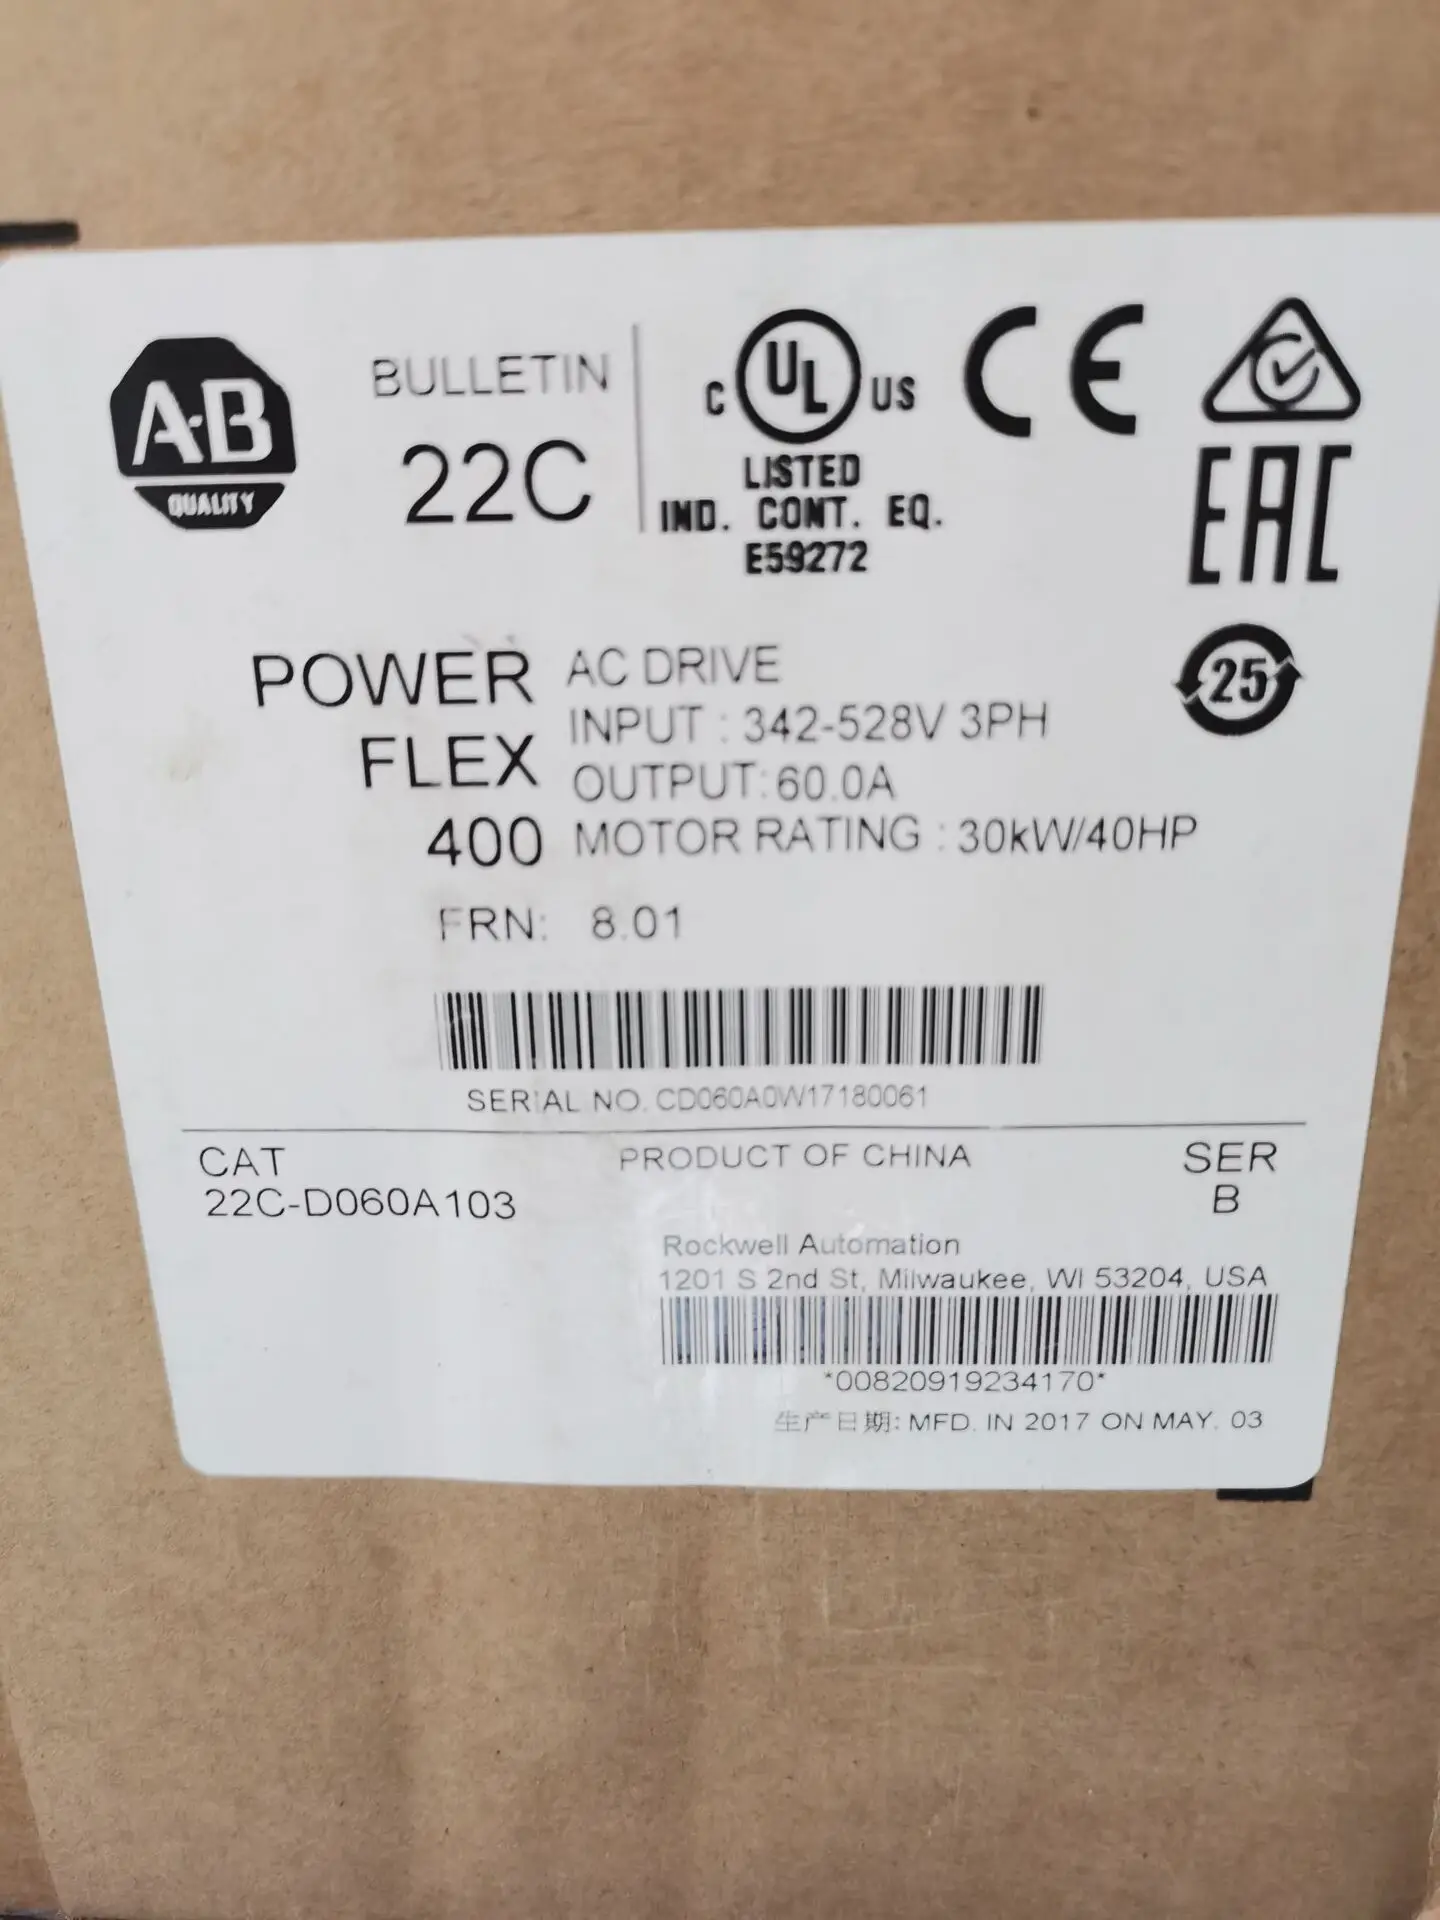 A-B
QUALITY
BULLETIN
22C
C UL US
LISTED
IND. CONT. EQ.
E59272
CE
EAC
25
POWER
FLEX
400
AC DRIVE
INPUT : 342-528V 3PH
OUTPUT: 60.0A
MOTOR RATING : 30kW/40HP
FRN: 8.01
SERIAL NO. CD060A0W17180061
CAT
22C-D060A103
PRODUCT OF CHINA
SER
B
Rockwell Automation
1201 S 2nd St, Milwaukee, WI 53204, USA
*00820919234170*
生产日期: MFD. IN 2017 ON MAY. 03